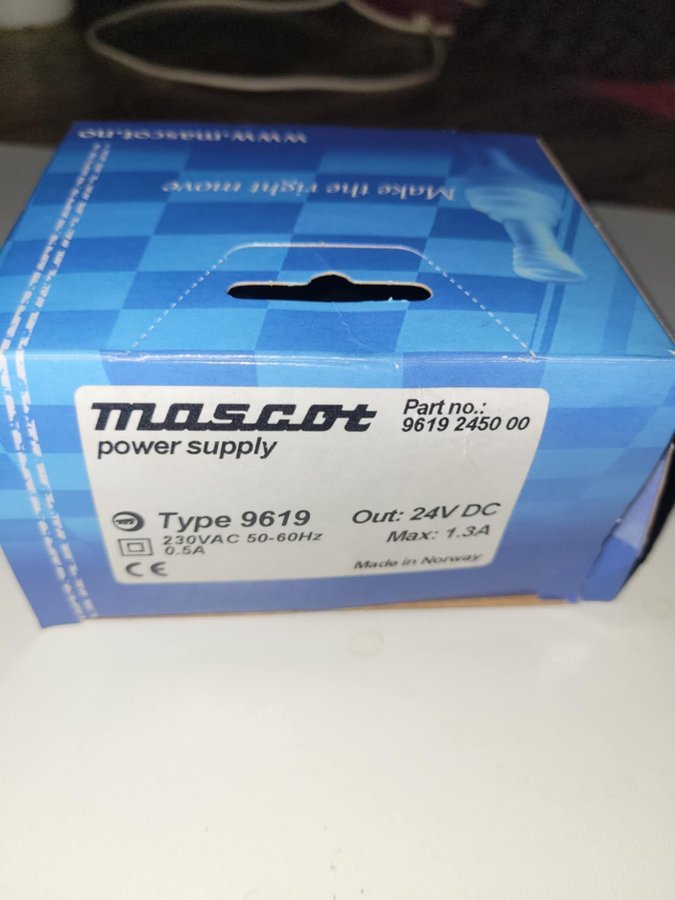 www.mascot.no
Make the right move
mascot
power supply
Part no.:
9619 2450 00
Type 9619
230VAC 50-60Hz
0.5A
Out: 24V DC
Max: 1.3A
Made in Norway
CE